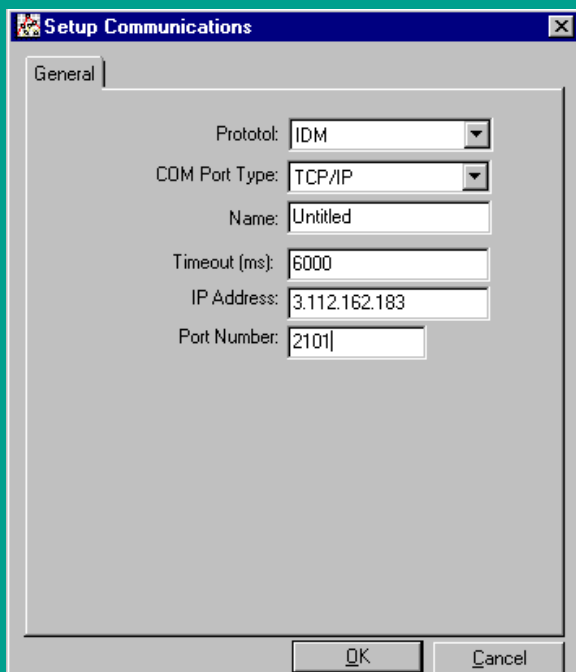 Setup Communications
General
Prototol: IDM
COM Port Type: TCP/IP
Name: Untitled
Timeout (ms): 6000
IP Address: 3.112.162.183
Port Number: 2101
OK Cancel